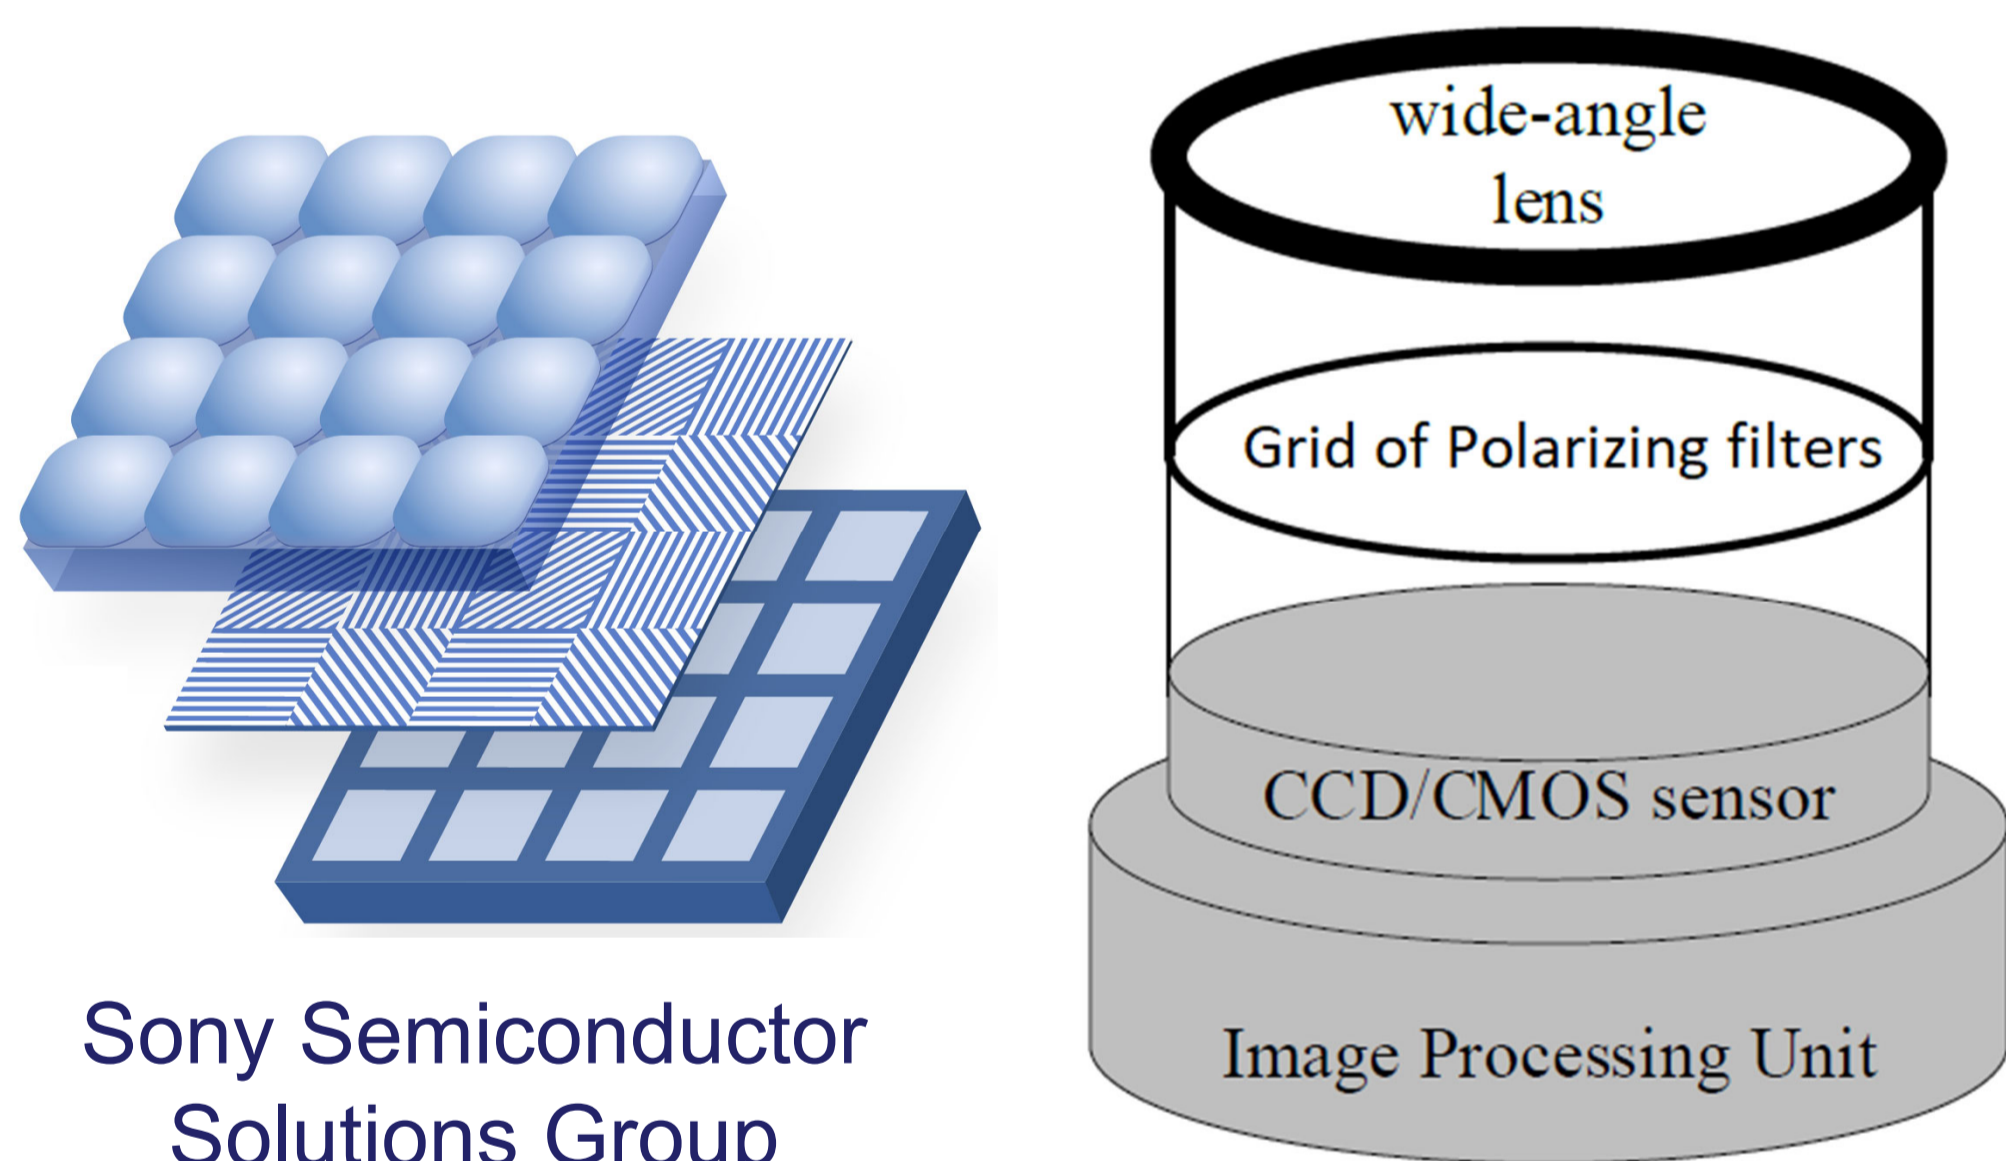 Sony Semiconductor
Solutions Group
wide-angle
lens
Grid of Polarizing filters
CCD/CMOS sensor
Image Processing Unit